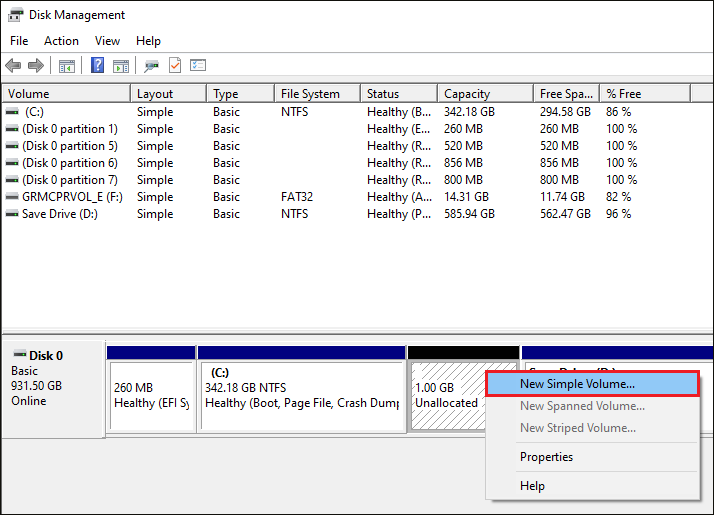 Disk Management
File Action View Help
Volume Layout Type File System Status Capacity Free Spa... % Free
(C:) Simple Basic NTFS Healthy (B... 342.18 GB 294.58 GB 86 %
(Disk 0 partition 1) Simple Basic Healthy (E... 260 MB 260 MB 100 %
(Disk 0 partition 5) Simple Basic Healthy (R... 520 MB 520 MB 100 %
(Disk 0 partition 6) Simple Basic Healthy (R... 856 MB 856 MB 100 %
(Disk 0 partition 7) Simple Basic Healthy (R... 800 MB 800 MB 100 %
GRMCPRVOL_E (F:) Simple Basic FAT32 Healthy (A... 14.31 GB 11.74 GB 82 %
Save Drive (D:) Simple Basic NTFS Healthy (P... 585.94 GB 562.47 GB 96 %
Disk 0
Basic
931.50 GB
Online
260 MB
Healthy (EFI Sy
(C:)
342.18 GB NTFS
Healthy (Boot, Page File, Crash Dump
1.00 GB
Unallocated
New Simple Volume...
New Spanned Volume...
New Striped Volume...
Properties
Help